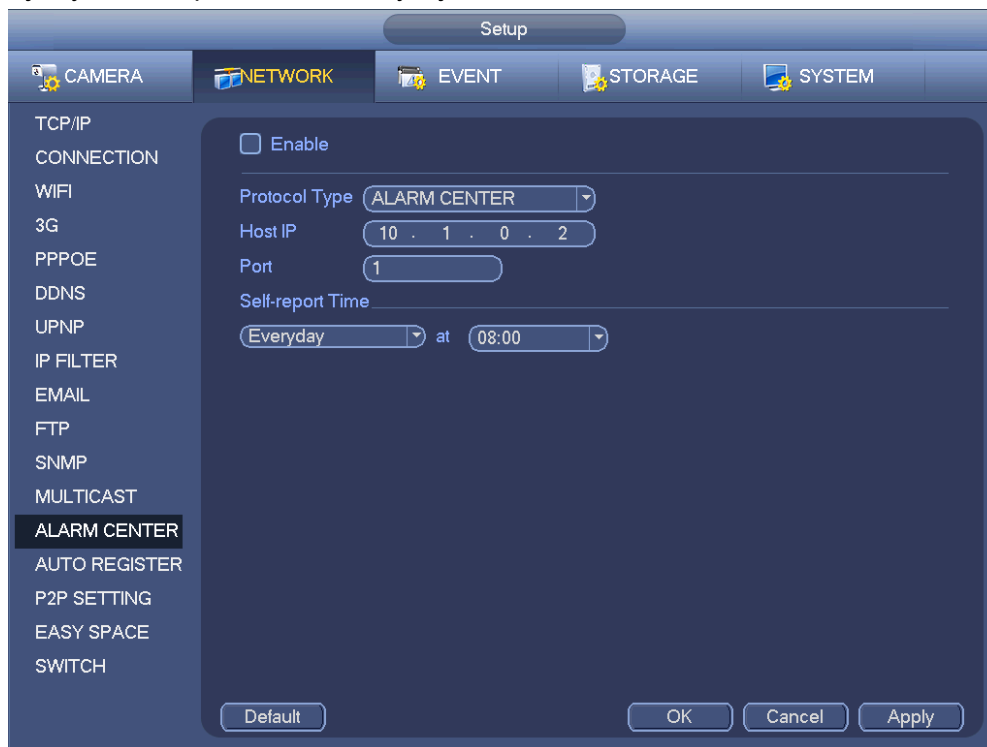 Setup
CAMERA NETWORK EVENT STORAGE SYSTEM
TCP/IP
CONNECTION
WIFI
3G
PPPOE
DDNS
UPNP
IP FILTER
EMAIL
FTP
SNMP
MULTICAST
ALARM CENTER
AUTO REGISTER
P2P SETTING
EASY SPACE
SWITCH
Enable
Protocol Type ALARM CENTER
Host IP 10 . 1 . 0 . 2
Port 1
Self-report Time
Everyday at 08:00
Default OK Cancel Apply